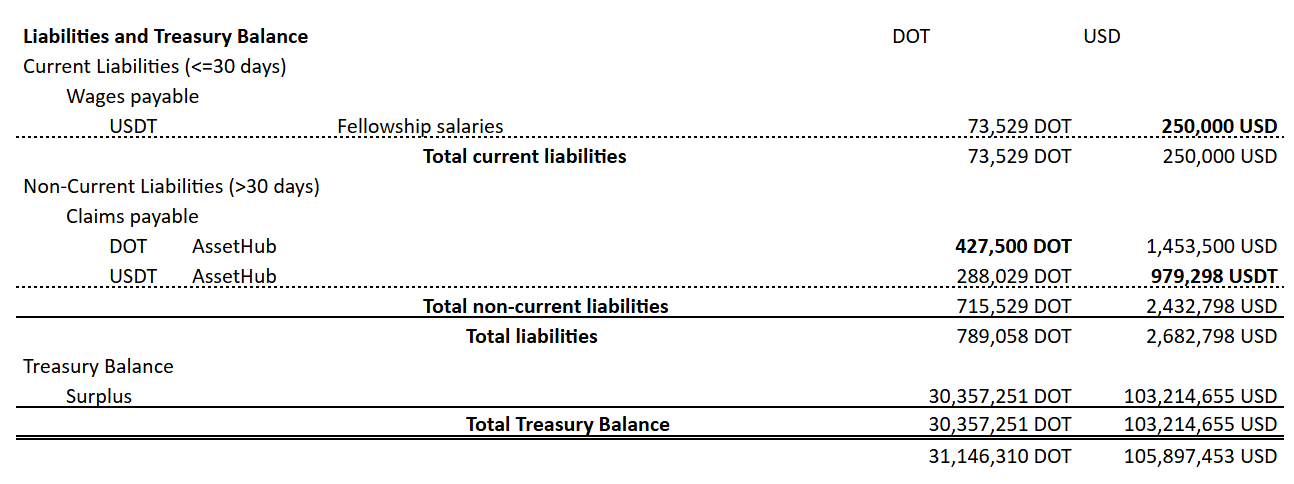 Liabilities and Treasury Balance DOT USD
Current Liabilities (<=30 days)
Wages payable
USDT Fellowship salaries 73,529 DOT 250,000 USD
Total current liabilities 73,529 DOT 250,000 USD
Non-Current Liabilities (>30 days)
Claims payable
DOT AssetHub 427,500 DOT 1,453,500 USD
USDT AssetHub 288,029 DOT 979,298 USDT
Total non-current liabilities 715,529 DOT 2,432,798 USD
Total liabilities 789,058 DOT 2,682,798 USD
Treasury Balance
Surplus 30,357,251 DOT 103,214,655 USD
Total Treasury Balance 30,357,251 DOT 103,214,655 USD
31,146,310 DOT 105,897,453 USD